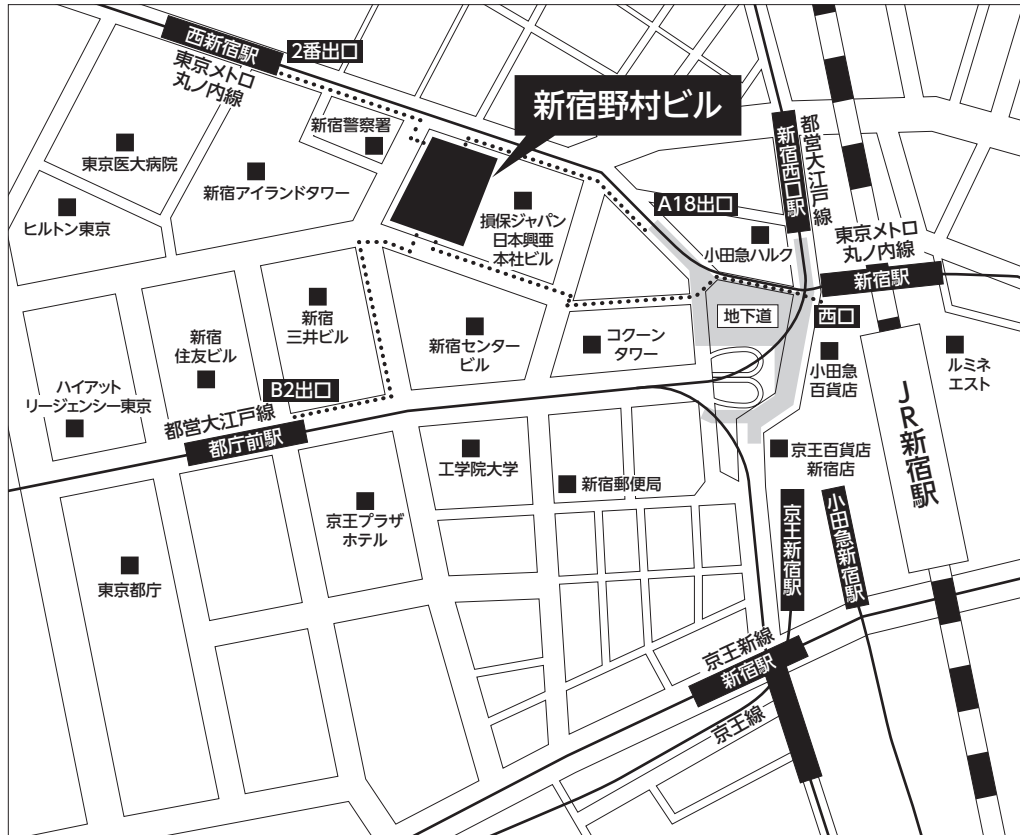 西新宿駅
2番出口
東京メトロ
丸ノ内線
新宿野村ビル
新宿警察署
東京医大病院
新宿アイランドタワー
ヒルトン東京
損保ジャパン
日本興亜
本社ビル
A18出口
小田急ハルク
新宿西口駅
都営大江戸線
東京メトロ
丸ノ内線
新宿駅
地下道
西口
新宿
三井ビル
新宿
住友ビル
新宿センター
ビル
コクーン
タワー
小田急
百貨店
ルミネ
エスト
ハイアット
リージェンシー東京
B2出口
都営大江戸線
都庁前駅
JR新宿駅
工学院大学
新宿郵便局
京王百貨店
新宿店
京王プラザ
ホテル
京王新宿駅
小田急新宿駅
東京都庁
京王新線
新宿駅
京王線